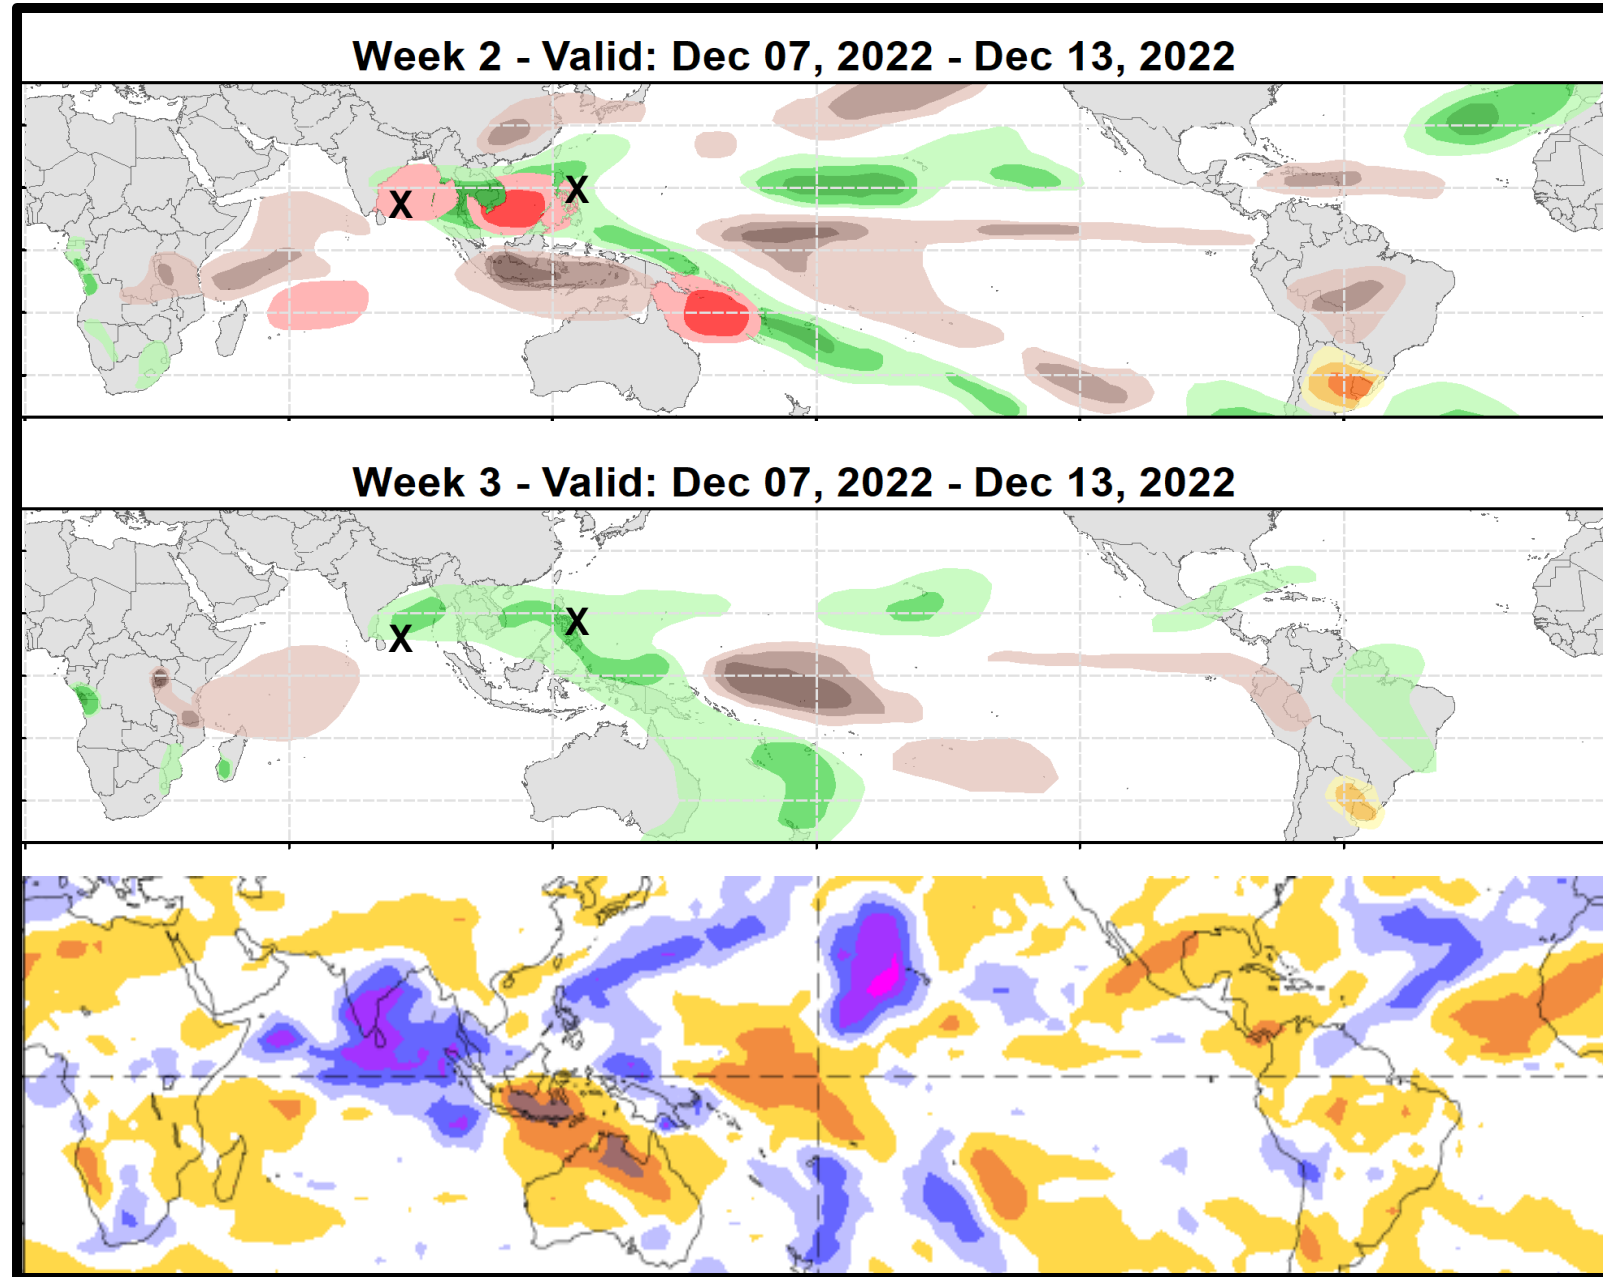 Week 2 - Valid: Dec 07, 2022 - Dec 13, 2022
X
X
Week 3 - Valid: Dec 07, 2022 - Dec 13, 2022
X
X